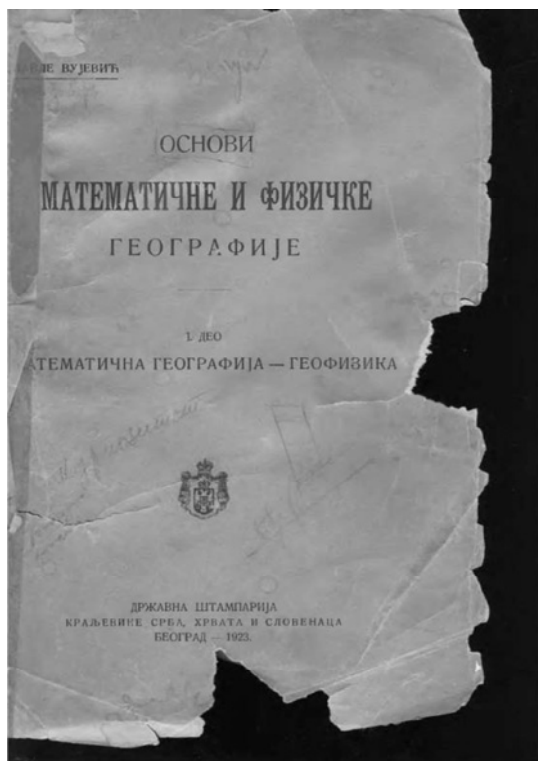 ВУЈЕВИЋ
ОСНОВИ
МАТЕМАТИЧНЕ И ФИЗИЧКЕ
ГЕОГРАФИЈЕ
I. ДЕО
АТЕМАТИЧНА ГЕОГРАФИЈА — ГЕОФИЗИКА
ДРЖАВНА ШТАМПАРИЈА
КРАЉЕВИНЕ СРБА, ХРВАТА И СЛОВЕНАЦА
БЕОГРАД — 1923.